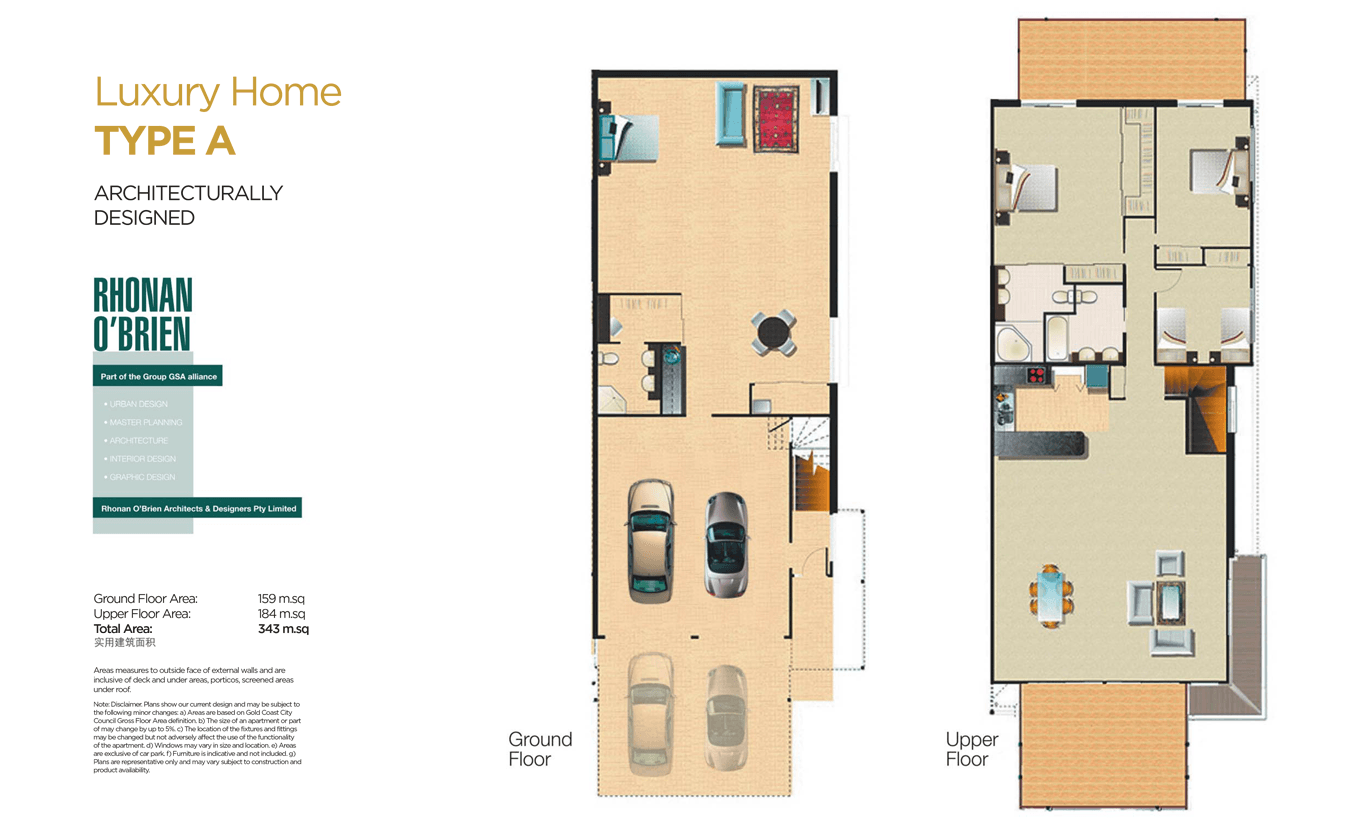 Luxury Home
TYPE A
ARCHITECTURALLY
DESIGNED
RHONAN
O'BRIEN
Part of the Group GSA alliance
• URBAN DESIGN
• MASTER PLANNING
• ARCHITECTURE
• INTERIOR DESIGN
• GRAPHIC DESIGN
Rhonan O'Brien Architects & Designers Pty Limited
Ground Floor Area: 159 m.sq
Upper Floor Area: 184 m.sq
Total Area: 343 m.sq
实用建筑面积
Areas measures to outside face of external walls and are
inclusive of deck and under areas, porticos, screened areas
under roof.
Note: Disclaimer. Plans show our current design and may be subject to
the following minor changes: a) Areas are based on Gold Coast City
Council Gross Floor Area definition. b) The size of an apartment or part
of may change by up to 5%. c) The location of the fixtures and fittings
may be changed but not adversely affect the use of the functionality
of the apartment. d) Windows may vary in size and location. e) Areas
are exclusive of car park. f) Furniture is indicative and not included. g)
Plans are representative only and may vary subject to construction and
product availability.
Ground
Floor
Upper
Floor